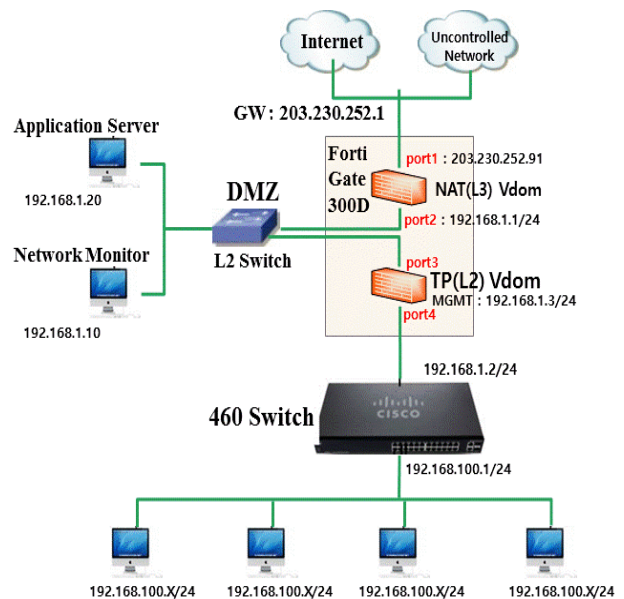 Internet
Uncontrolled
Network
GW : 203.230.252.1
Application Server
192.168.1.20
Forti
Gate
300D
port1 : 203.230.252.91
NAT(L3) Vdom
port2 : 192.168.1.1/24
DMZ
L2 Switch
Network Monitor
192.168.1.10
port3
TP(L2) Vdom
MGMT : 192.168.1.3/24
port4
192.168.1.2/24
460 Switch
CISCO
192.168.100.1/24
192.168.100.X/24
192.168.100.X/24
192.168.100.X/24
192.168.100.X/24